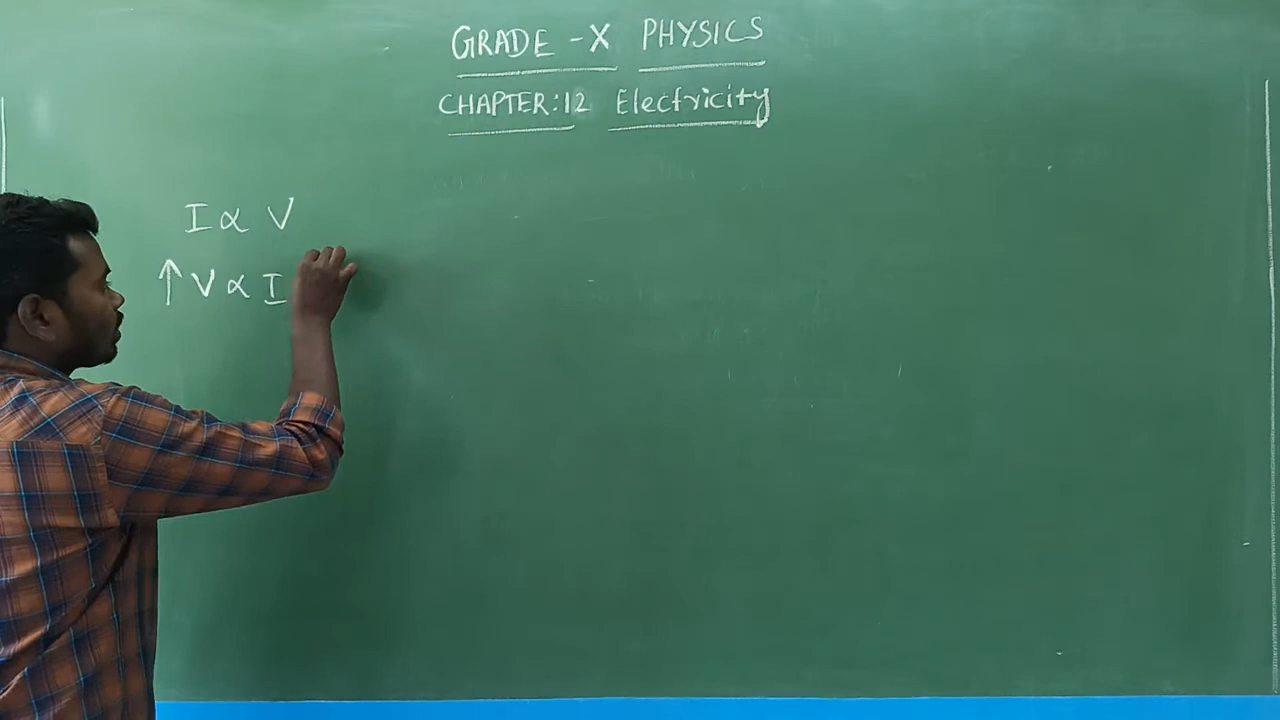 GRADE - X PHYSICS
CHAPTER:12 Electricity
I ∝ V
↑ V ∝ I